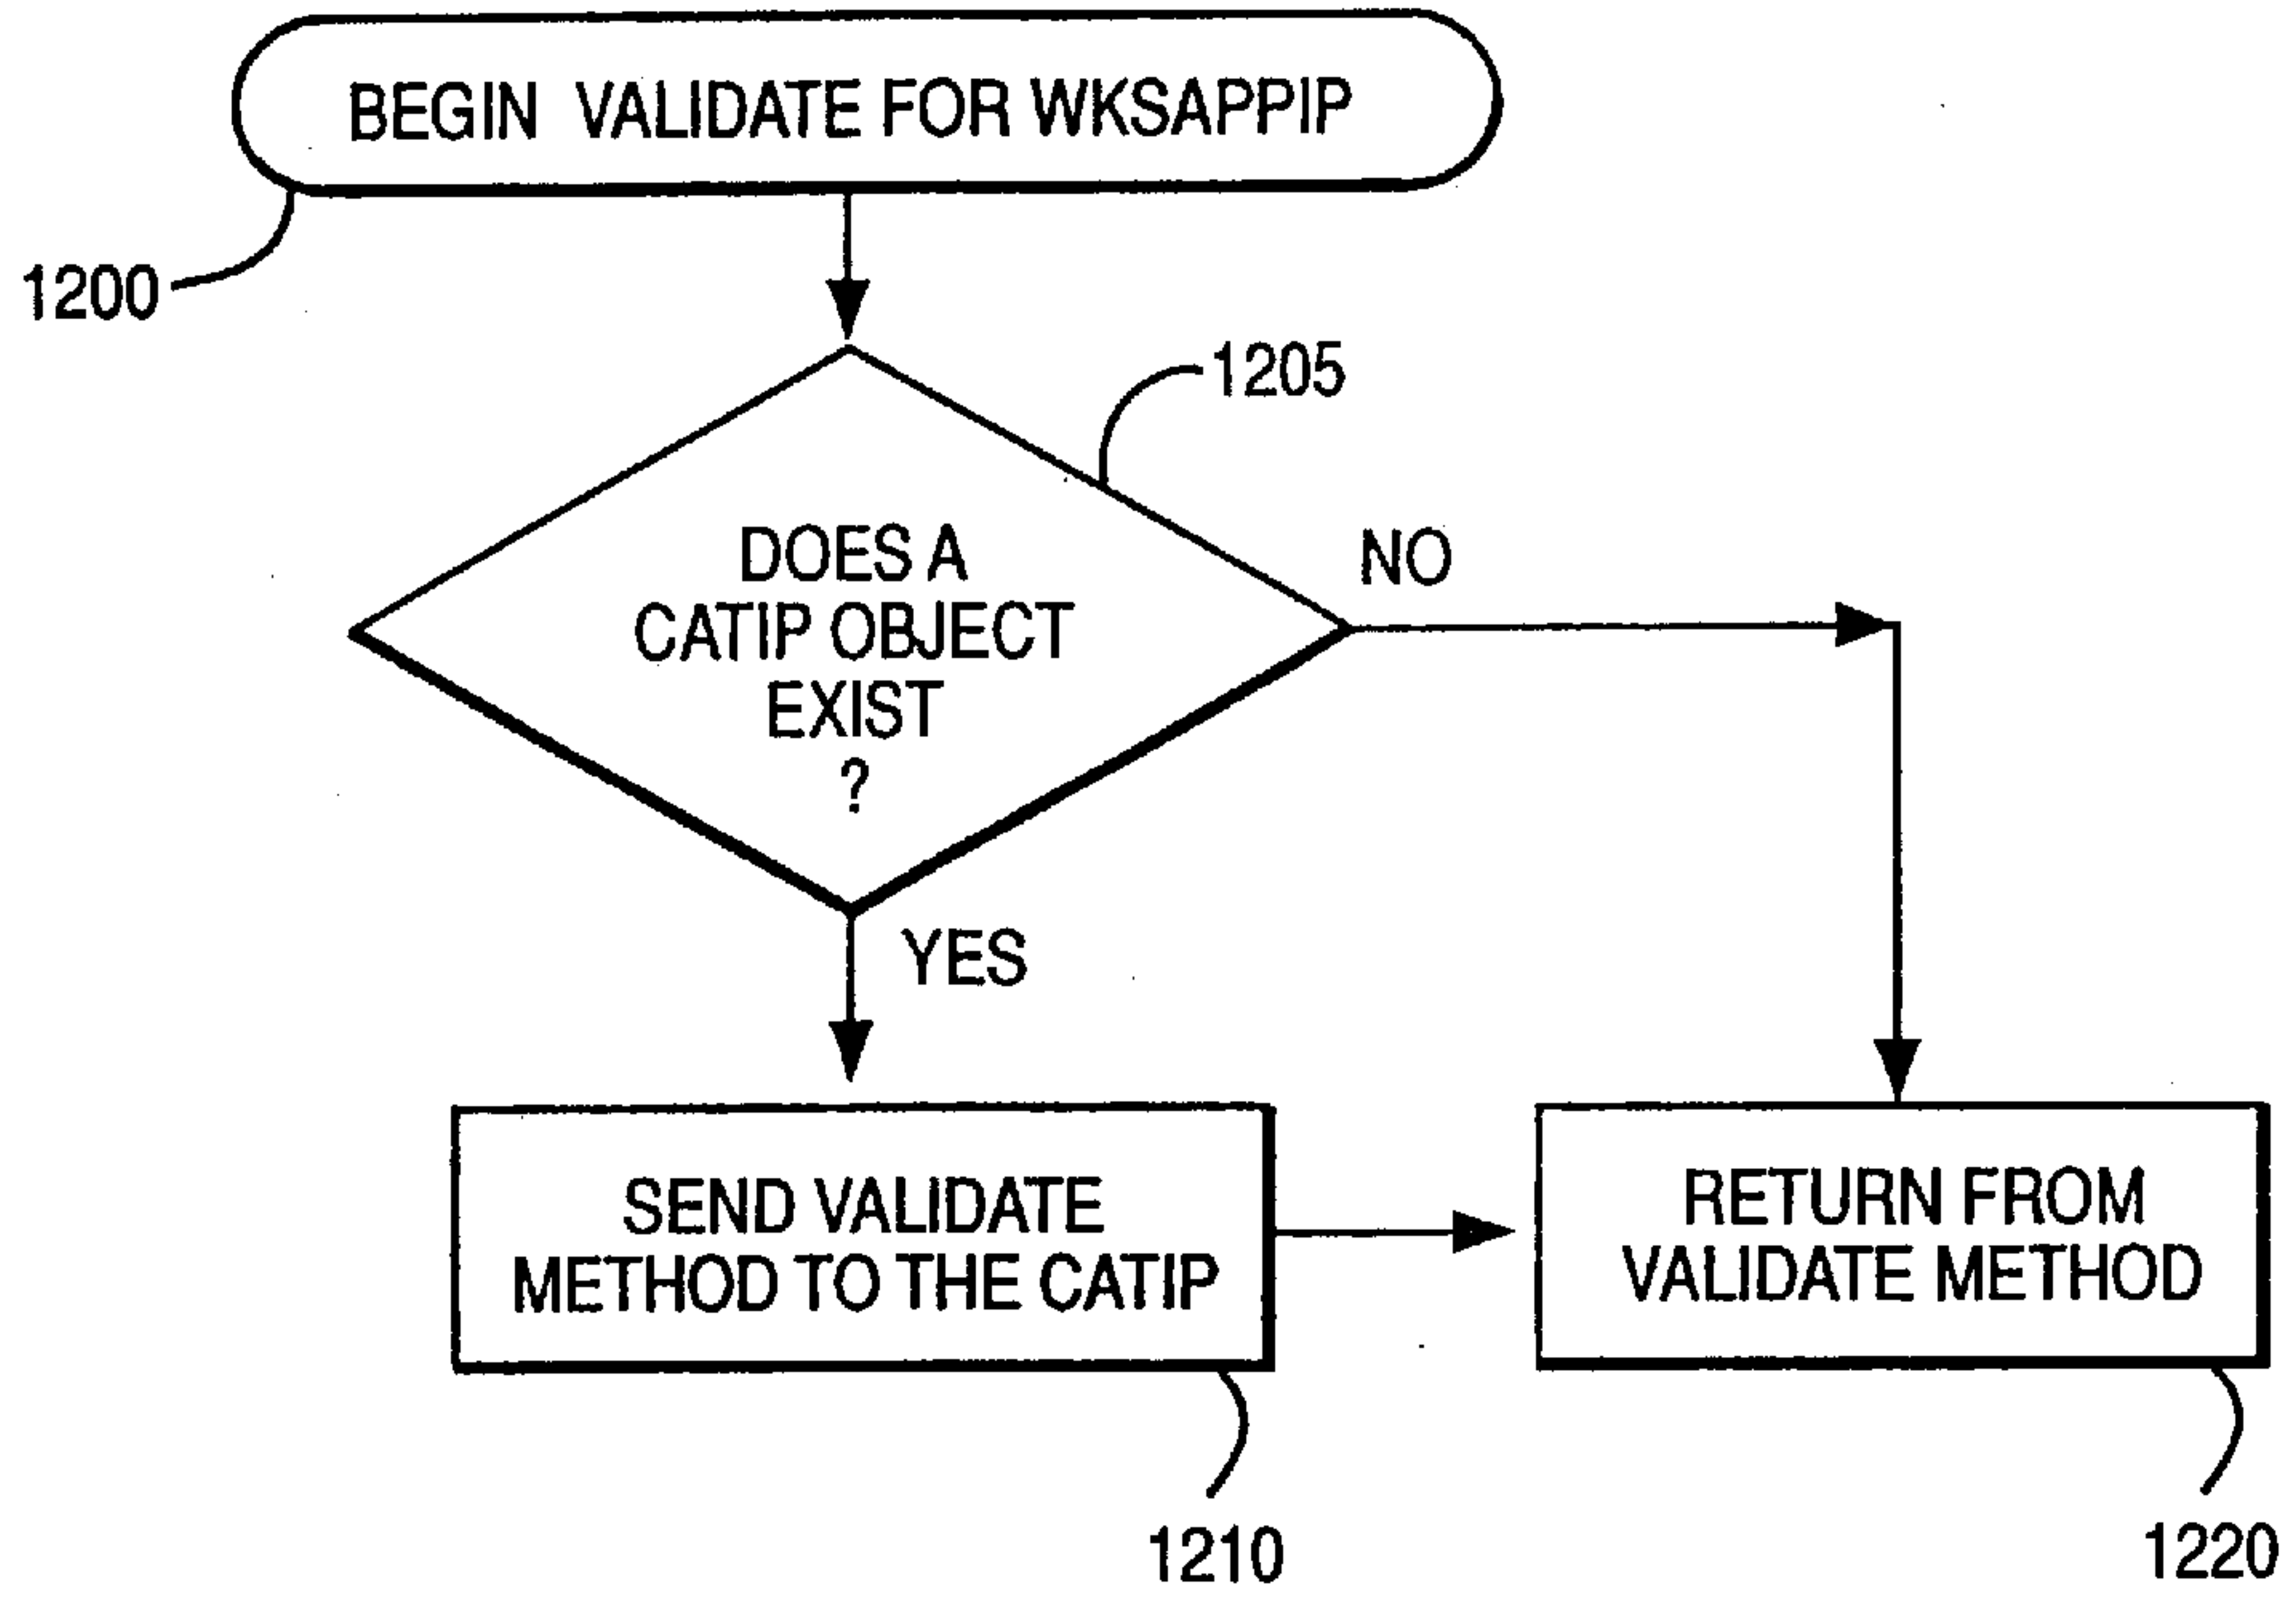 BEGIN VALIDATE FOR WKSAPPIP
1200
1205
DOES A
CATIP OBJECT
EXIST
?
NO
YES
SEND VALIDATE
METHOD TO THE CATIP
RETURN FROM
VALIDATE METHOD
1210
1220